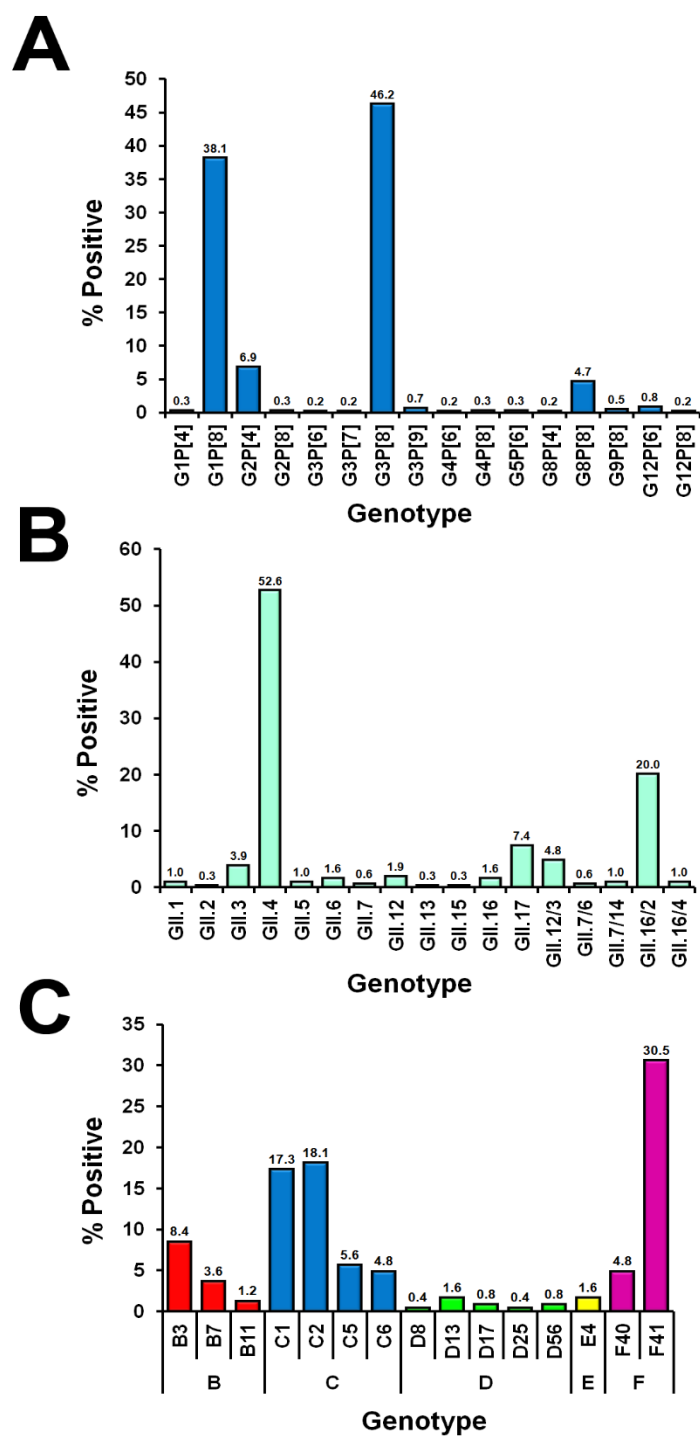 A
50
45
40
35
30
25
20
15
10
5
0
% Positive
0.3
38.1
6.9
0.3
0.2
0.2
46.2
0.7
0.2
0.3
0.3
0.2
4.7
0.5
0.8
0.2
G1P[4]
G1P[8]
G2P[4]
G2P[8]
G3P[6]
G3P[7]
G3P[8]
G3P[9]
G4P[6]
G4P[8]
G5P[6]
G8P[4]
G8P[8]
G9P[8]
G12P[6]
G12P[8]
Genotype
B
60
50
40
30
20
10
0
% Positive
1.0
0.3
3.9
52.6
1.0
1.6
0.6
1.9
0.3
0.3
1.6
7.4
4.8
0.6
1.0
20.0
1.0
GII.1
GII.2
GII.3
GII.4
GII.5
GII.6
GII.7
GII.12
GII.13
GII.15
GII.16
GII.17
GII.12/3
GII.7/6
GII.7/14
GII.16/2
GII.16/4
Genotype
C
35
30
25
20
15
10
5
0
% Positive
8.4
3.6
1.2
17.3
18.1
5.6
4.8
0.4
1.6
0.8
0.4
0.8
1.6
4.8
30.5
B3
B7
B11
C1
C2
C5
C6
D8
D13
D17
D25
D56
E4
F40
F41
B
C
D
E
F
Genotype